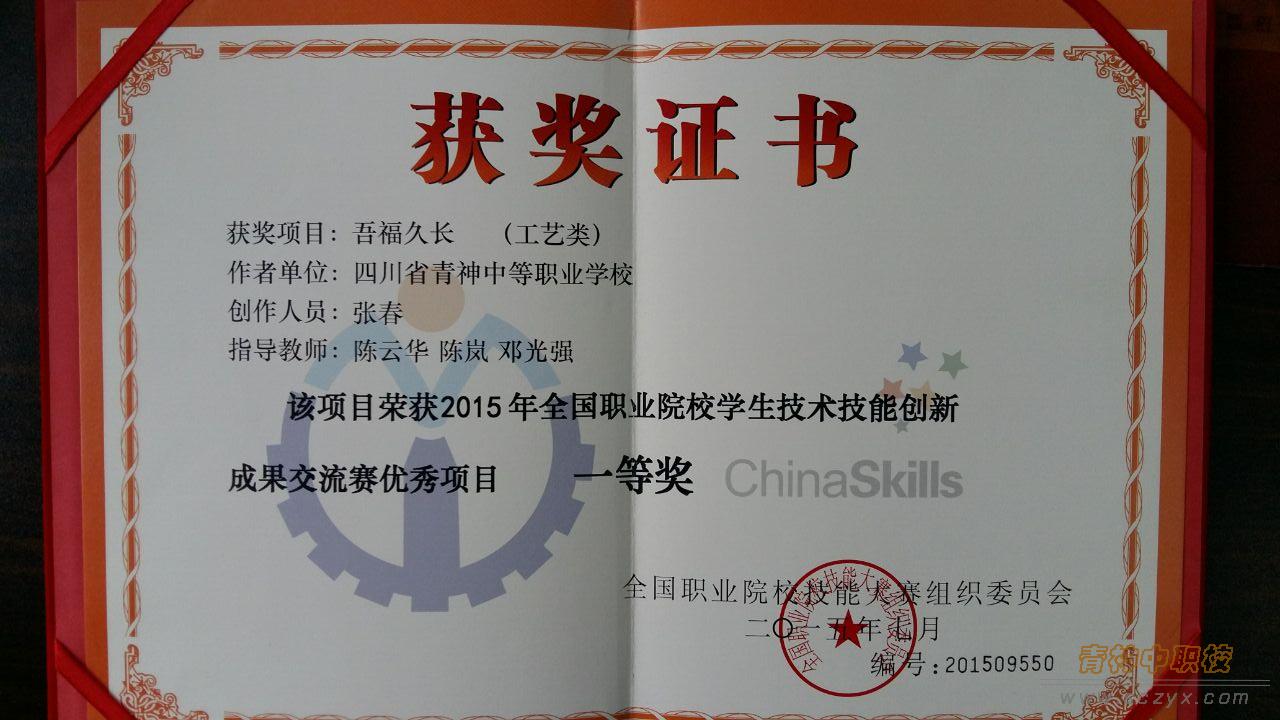 获奖证书
获奖项目：吾福久长 （工艺类）
作者单位：四川省青神中等职业学校
创作人员：张春
指导教师：陈云华 陈岚 邓光强
该项目荣获2015年全国职业院校学生技术技能创新
成果交流赛优秀项目 一等奖
ChinaSkills
全国职业院校技能大赛组织委员会
二〇一五年七月
编号：201509550
青神中职校